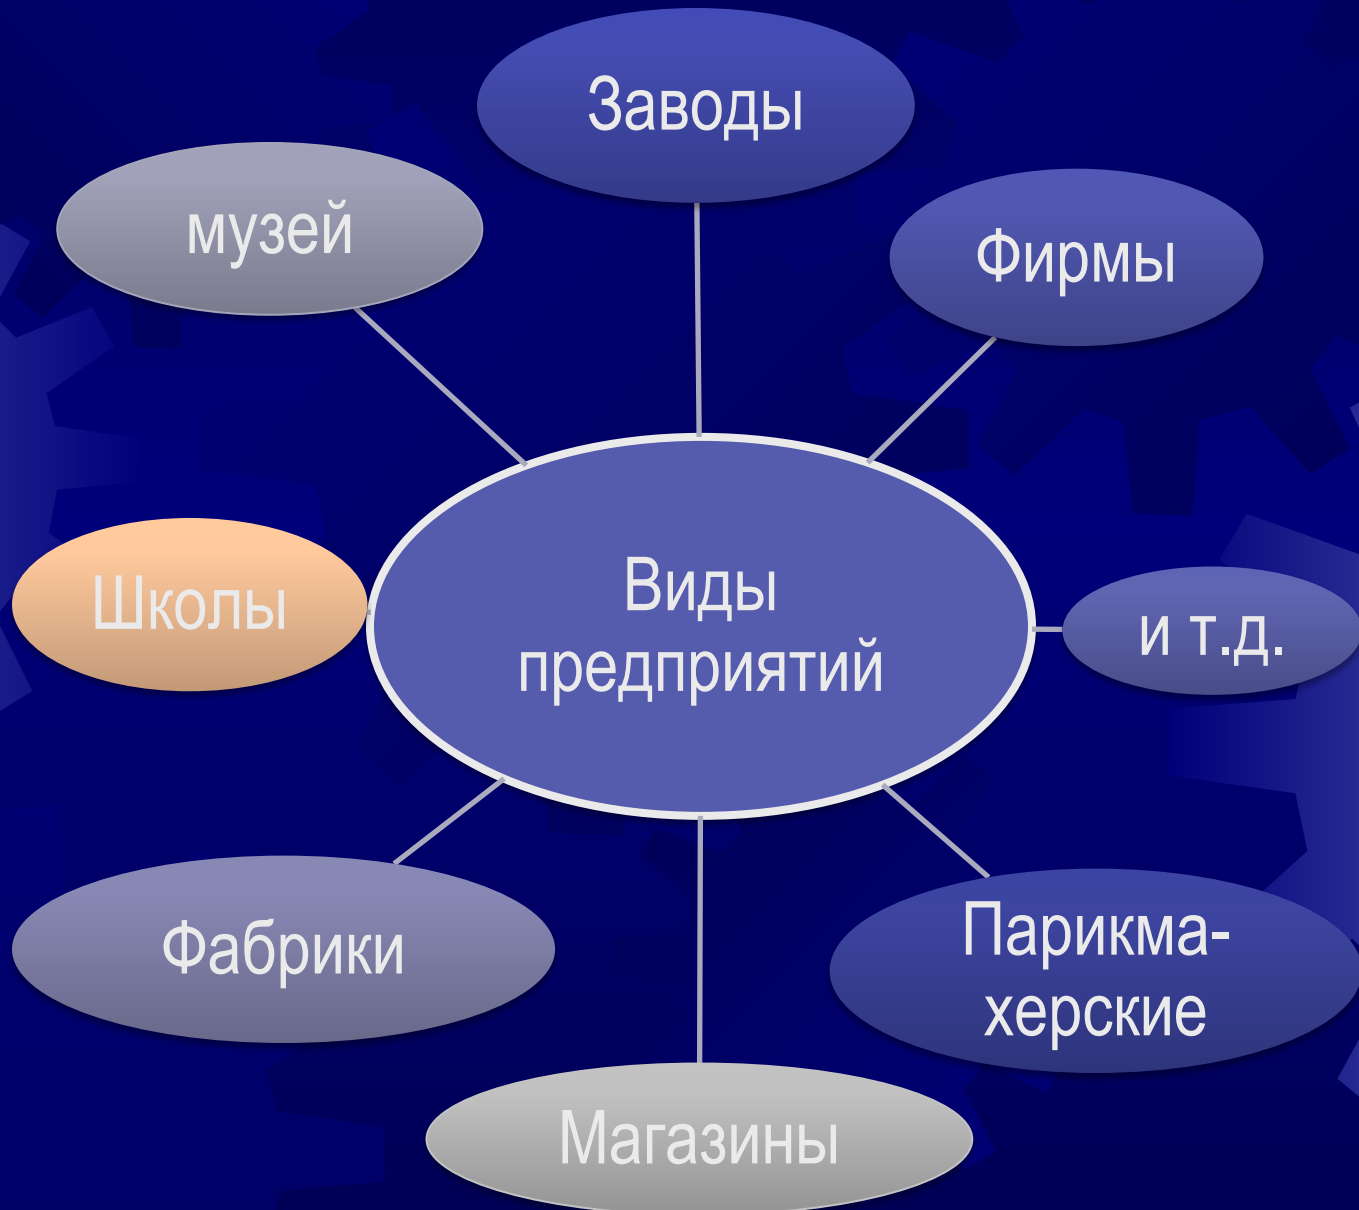 Заводы
музей
Фирмы
Школы
Виды
предприятий
и т.д.
Фабрики
Парикма-
херские
Магазины